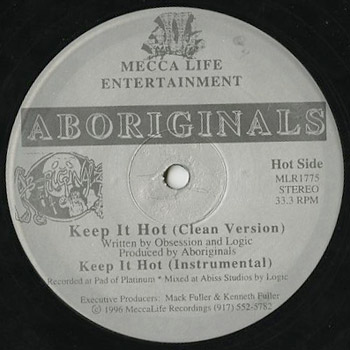 MECCA LIFE
ENTERTAINMENT
ABORIGINALS
Hot Side
MLR1775
STEREO
33.3 RPM
Keep It Hot (Clean Version)
Written by Obsession and Logic
Produced by Aboriginals
Keep It Hot (Instrumental)
Recorded at Pad of Platinum * Mixed at Abiss Studios by Logic
Executive Producers: Mack Fuller & Kenneth Fuller
© 1996 MeccaLife Recordings (917) 552-5782